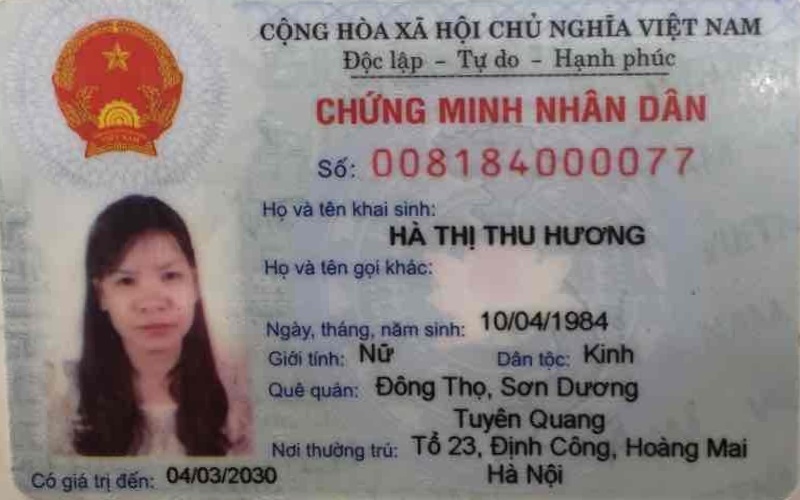 CỘNG HÒA XÃ HỘI CHỦ NGHĨA VIỆT NAM
Độc lập - Tự do - Hạnh phúc
CHỨNG MINH NHÂN DÂN
Số: 008184000077
Họ và tên khai sinh:
HÀ THỊ THU HƯƠNG
Họ và tên gọi khác:
Ngày, tháng, năm sinh: 10/04/1984
Giới tính: Nữ Dân tộc: Kinh
Quê quán: Đông Thọ, Sơn Dương
Tuyên Quang
Nơi thường trú: Tổ 23, Định Công, Hoàng Mai
Hà Nội
Có giá trị đến: 04/03/2030